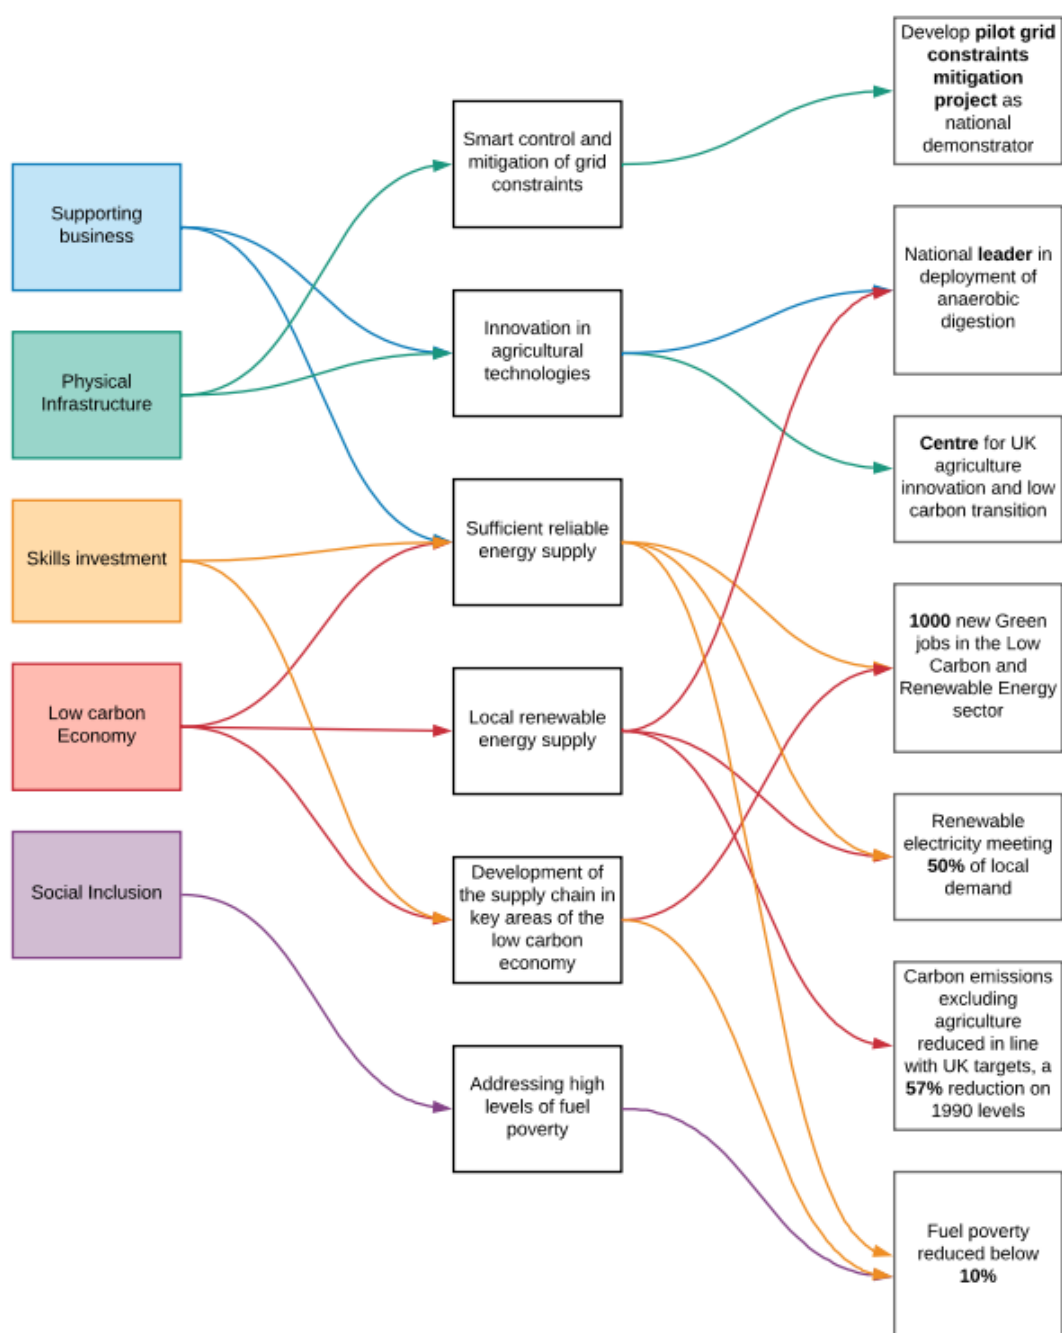 Supporting
business
Physical
Infrastructure
Skills investment
Low carbon
Economy
Social Inclusion
Smart control and
mitigation of grid
constraints
Innovation in
agricultural
technologies
Sufficient reliable
energy supply
Local renewable
energy supply
Development of
the supply chain in
key areas of the
low carbon
economy
Addressing high
levels of fuel
poverty
Develop pilot grid
constraints
mitigation
project as
national
demonstrator
National leader in
deployment of
anaerobic
digestion
Centre for UK
agriculture
innovation and low
carbon transition
1000 new Green
jobs in the Low
Carbon and
Renewable Energy
sector
Renewable
electricity meeting
50% of local
demand
Carbon emissions
excluding
agriculture
reduced in line
with UK targets, a
57% reduction on
1990 levels
Fuel poverty
reduced below
10%